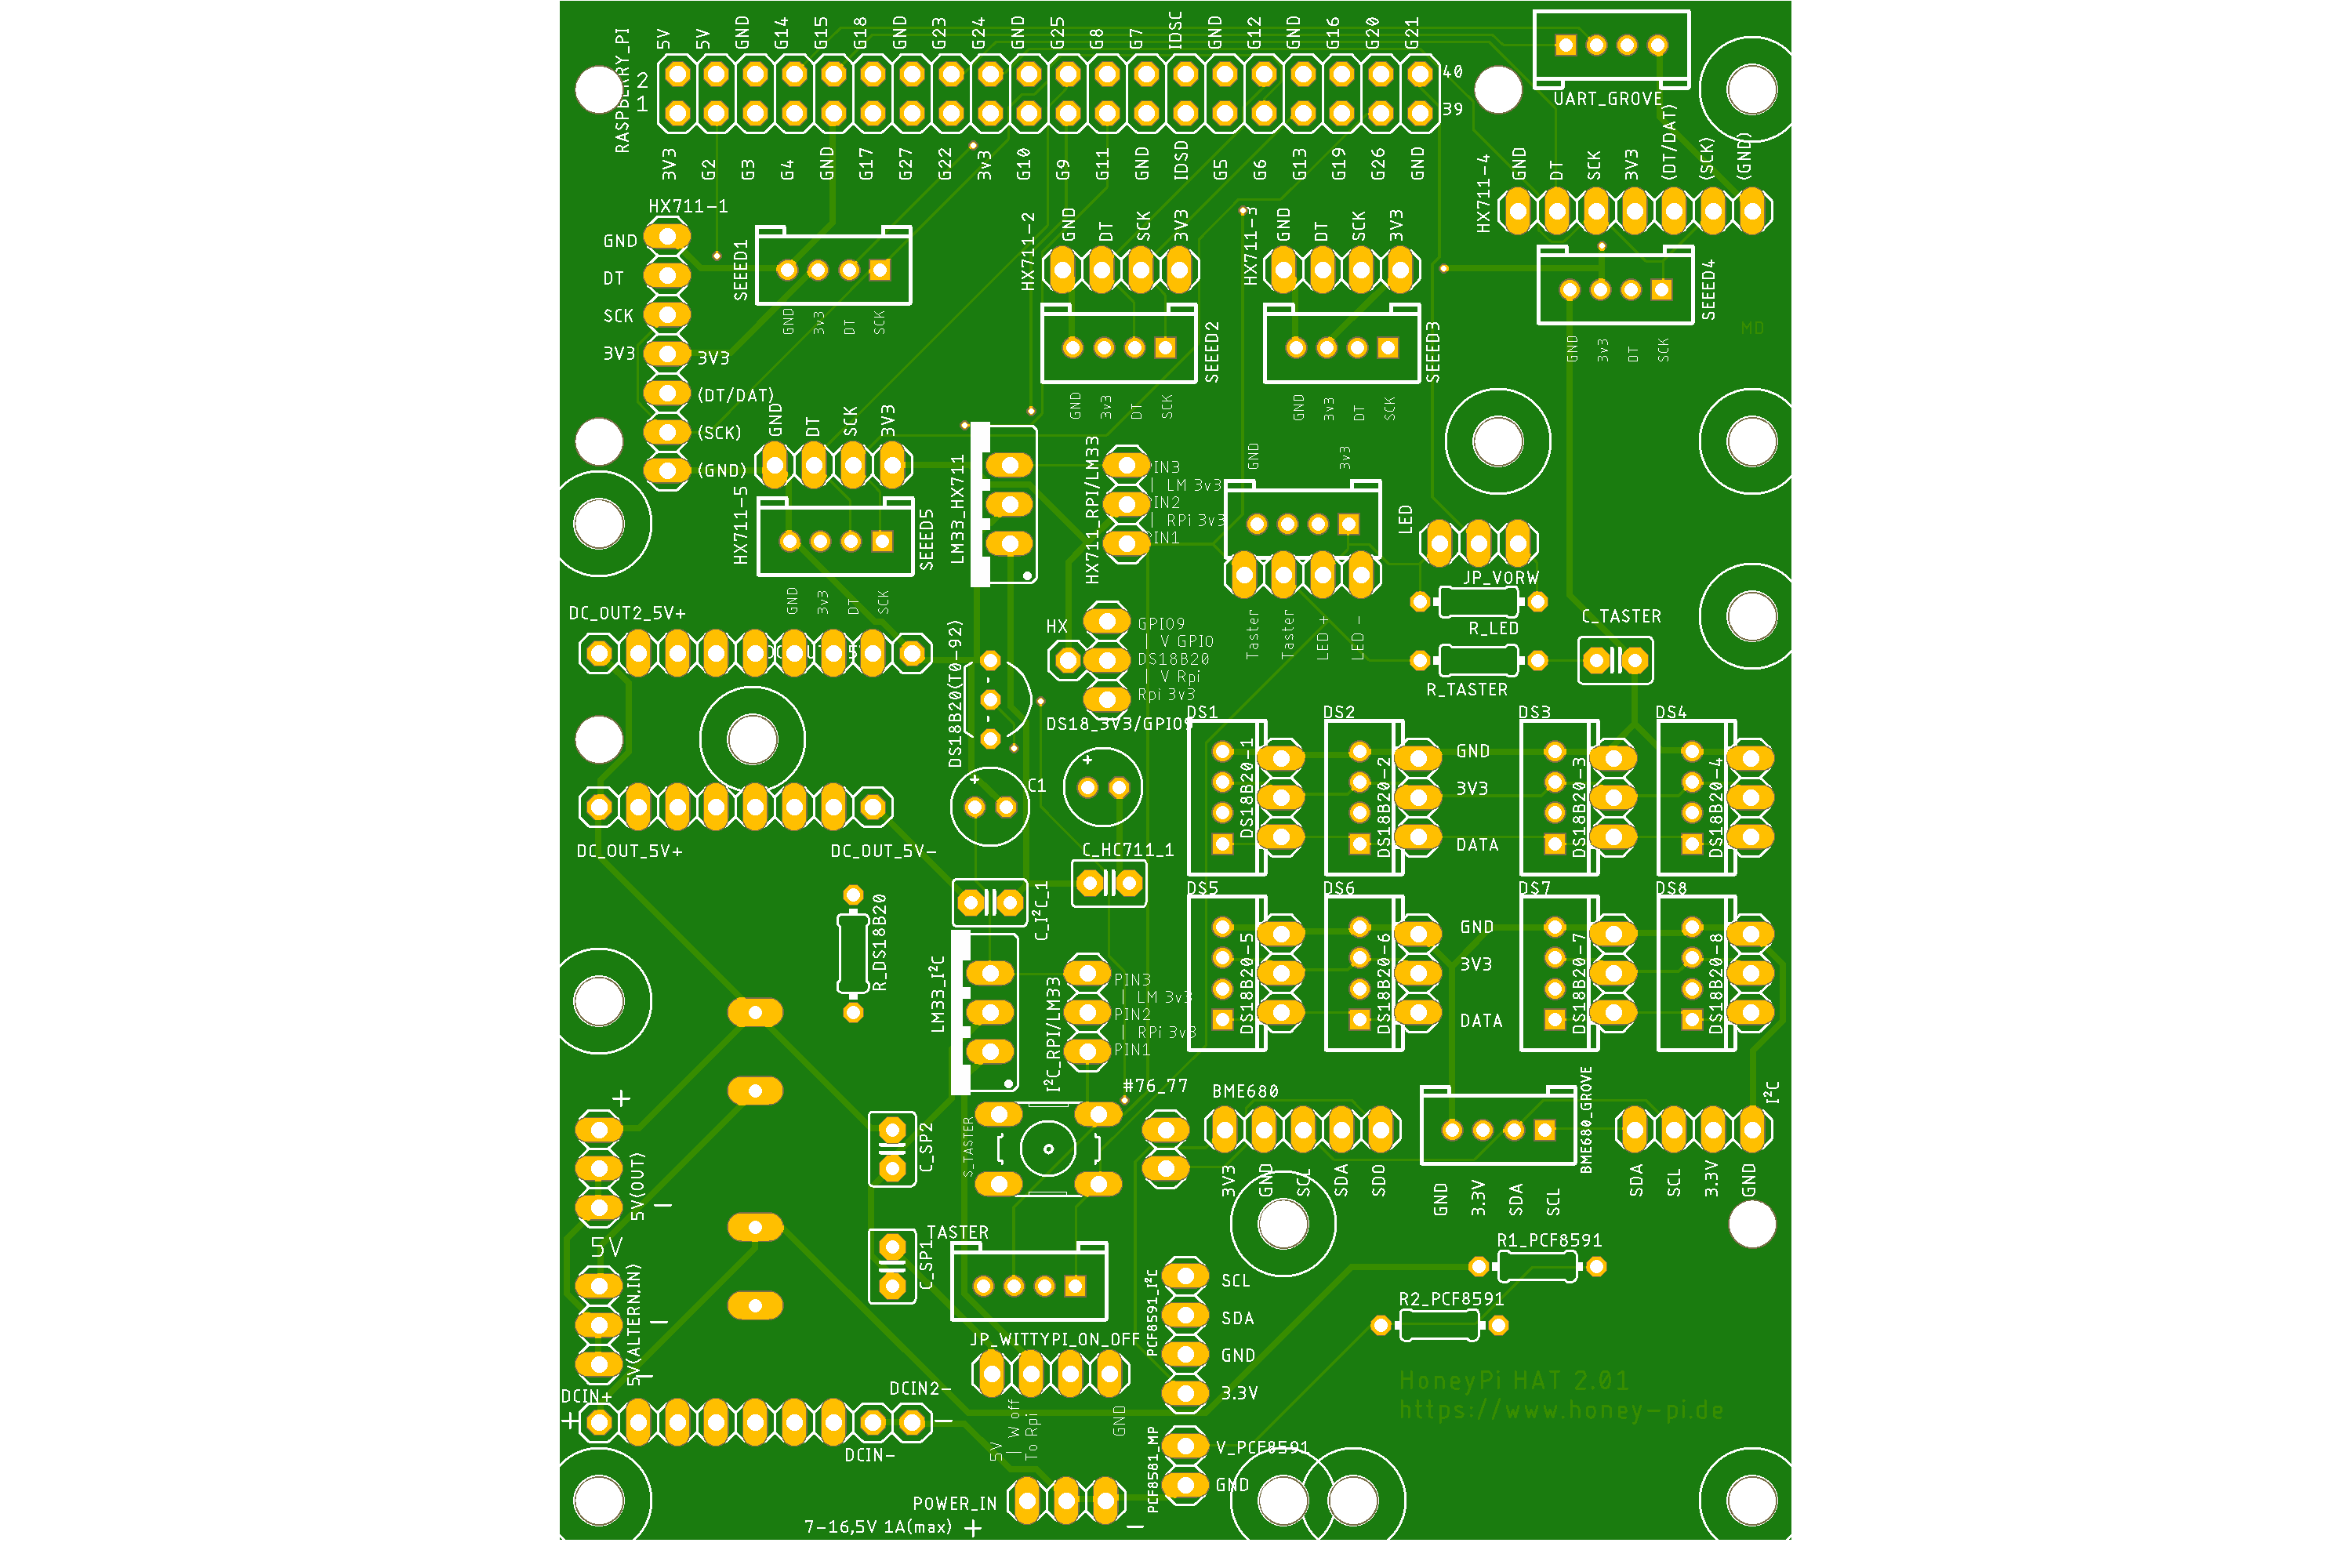 RASPBERRY_PI
5V
5V
GND
G14
G15
G18
GND
G23
G24
GND
G25
G8
G7
IDSC
GND
G12
GND
G16
G20
G21
2
1
40
39
3V3
G2
G3
G4
GND
G17
G27
G22
3V3
G10
G9
G11
GND
IDSD
G5
G6
G13
G19
G26
GND
UART_GROVE
HX711-4
GND
DT
SCK
3V3
(DT/DAT)
(SCK)
(GND)
HX711-1
GND
DT
SCK
3V3
3V3
(DT/DAT)
(SCK)
(GND)
SEEED1
GND
3v3
DT
SCK
HX711-2
GND
DT
SCK
3V3
SEEED2
GND
3v3
DT
SCK
HX711-3
GND
DT
SCK
3V3
SEEED3
GND
3v3
DT
SCK
SEEED4
GND
3v3
DT
SCK
MD
GND
DT
SCK
3V3
HX711-5
SEEED5
GND
3v3
DT
SCK
LM33_HX711
HX711_RPI/LM33
PIN3
| LM 3v3
PIN2
| RPi 3v3
PIN1
GND
3v3
Taster
Taster
LED +
LED -
LED
JP_VORW
R_LED
R_TASTER
C_TASTER
DC_OUT2_5V+
DC_OUT_5V+
DC_OUT_5V-
DS18B20(TO-92)
HX
GPIO9
| V GPIO
DS18B20
| V Rpi
Rpi 3v3
DS18_3V3/GPIO9
+
C1
+
C_HC711_1
C_I²C_1
R_DS18B20
DS1
DS2
DS3
DS4
DS18B20-1
DS18B20-2
DS18B20-3
DS18B20-4
GND
3V3
DATA
DS5
DS6
DS7
DS8
DS18B20-5
DS18B20-6
DS18B20-7
DS18B20-8
GND
3V3
DATA
LM33_I²C
I²C_RPI/LM33
PIN3
| LM 3v3
PIN2
| RPi 3v3
PIN1
#76_77
BME680
3V3
GND
SCL
SDA
SDO
BME680_GROVE
GND
3.3V
SDA
SCL
I²C
SDA
SCL
3.3V
GND
+
5V(OUT)
-
5V
5V(ALTERN.IN)
-
-
C_SP2
C_SP1
S_TASTER
TASTER
JP_WITTYPI_ON_OFF
5V
| W off
To Rpi
GND
PCF8591_I²C
SCL
SDA
GND
3.3V
R1_PCF8591
R2_PCF8591
HoneyPi HAT 2.01
https://www.honey-pi.de
DCIN+
+
DCIN2-
-
DCIN-
PCF8581_MP
V_PCF8591
GND
POWER_IN
7-16,5V 1A(max)
+
-